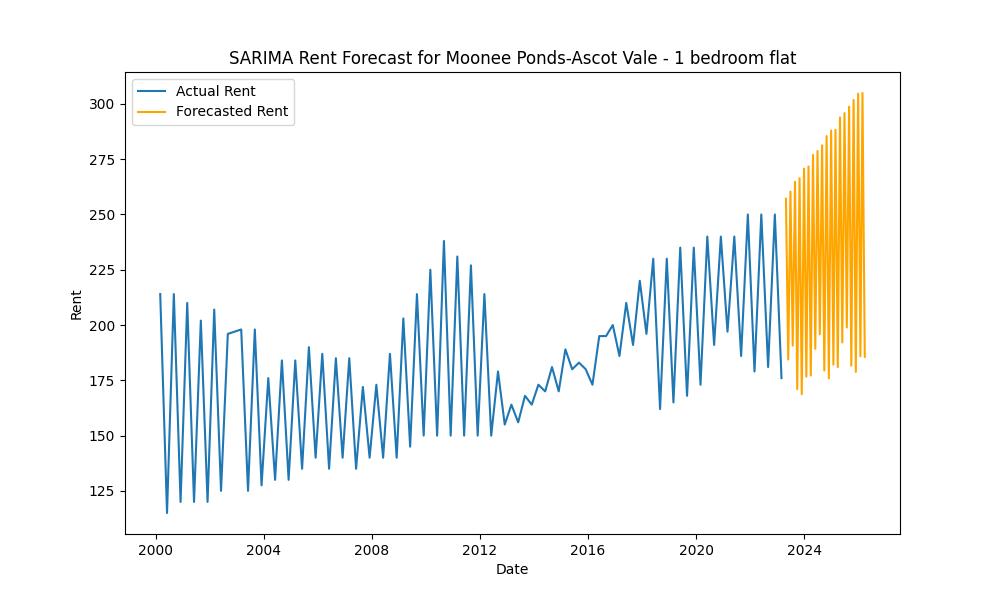 SARIMA Rent Forecast for Moonee Ponds-Ascot Vale - 1 bedroom flat
Actual Rent
Forecasted Rent
300
275
250
225
200
175
150
125
Rent
2000 2004 2008 2012 2016 2020 2024
Date